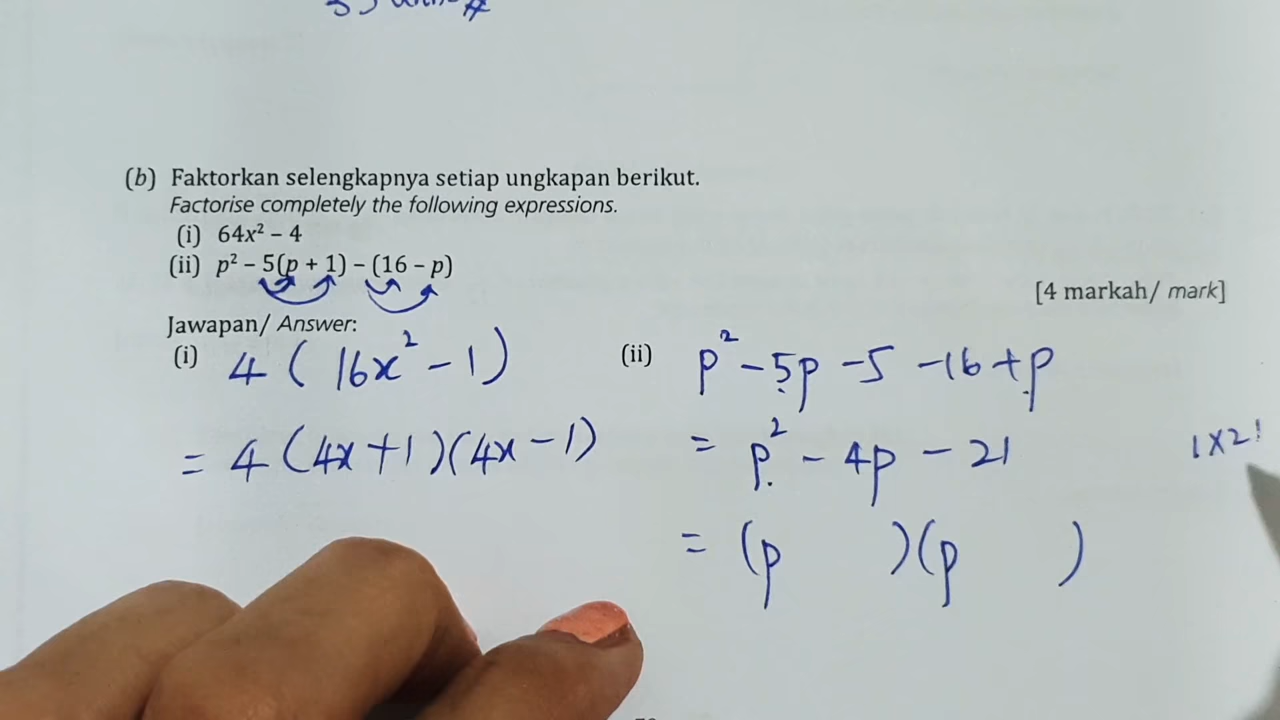 (b) Faktorkan selengkapnya setiap ungkapan berikut.
Factorise completely the following expressions.
(i) 64x² – 4
(ii) p² – 5(p + 1) – (16 – p)
[4 markah/ mark]
Jawapan/ Answer:
(i) 4 ( 16x² – 1 )
= 4 (4x + 1)(4x – 1)
(ii) p² – 5p – 5 – 16 + p
= p² – 4p – 21
= (p )(p )
1 x 21